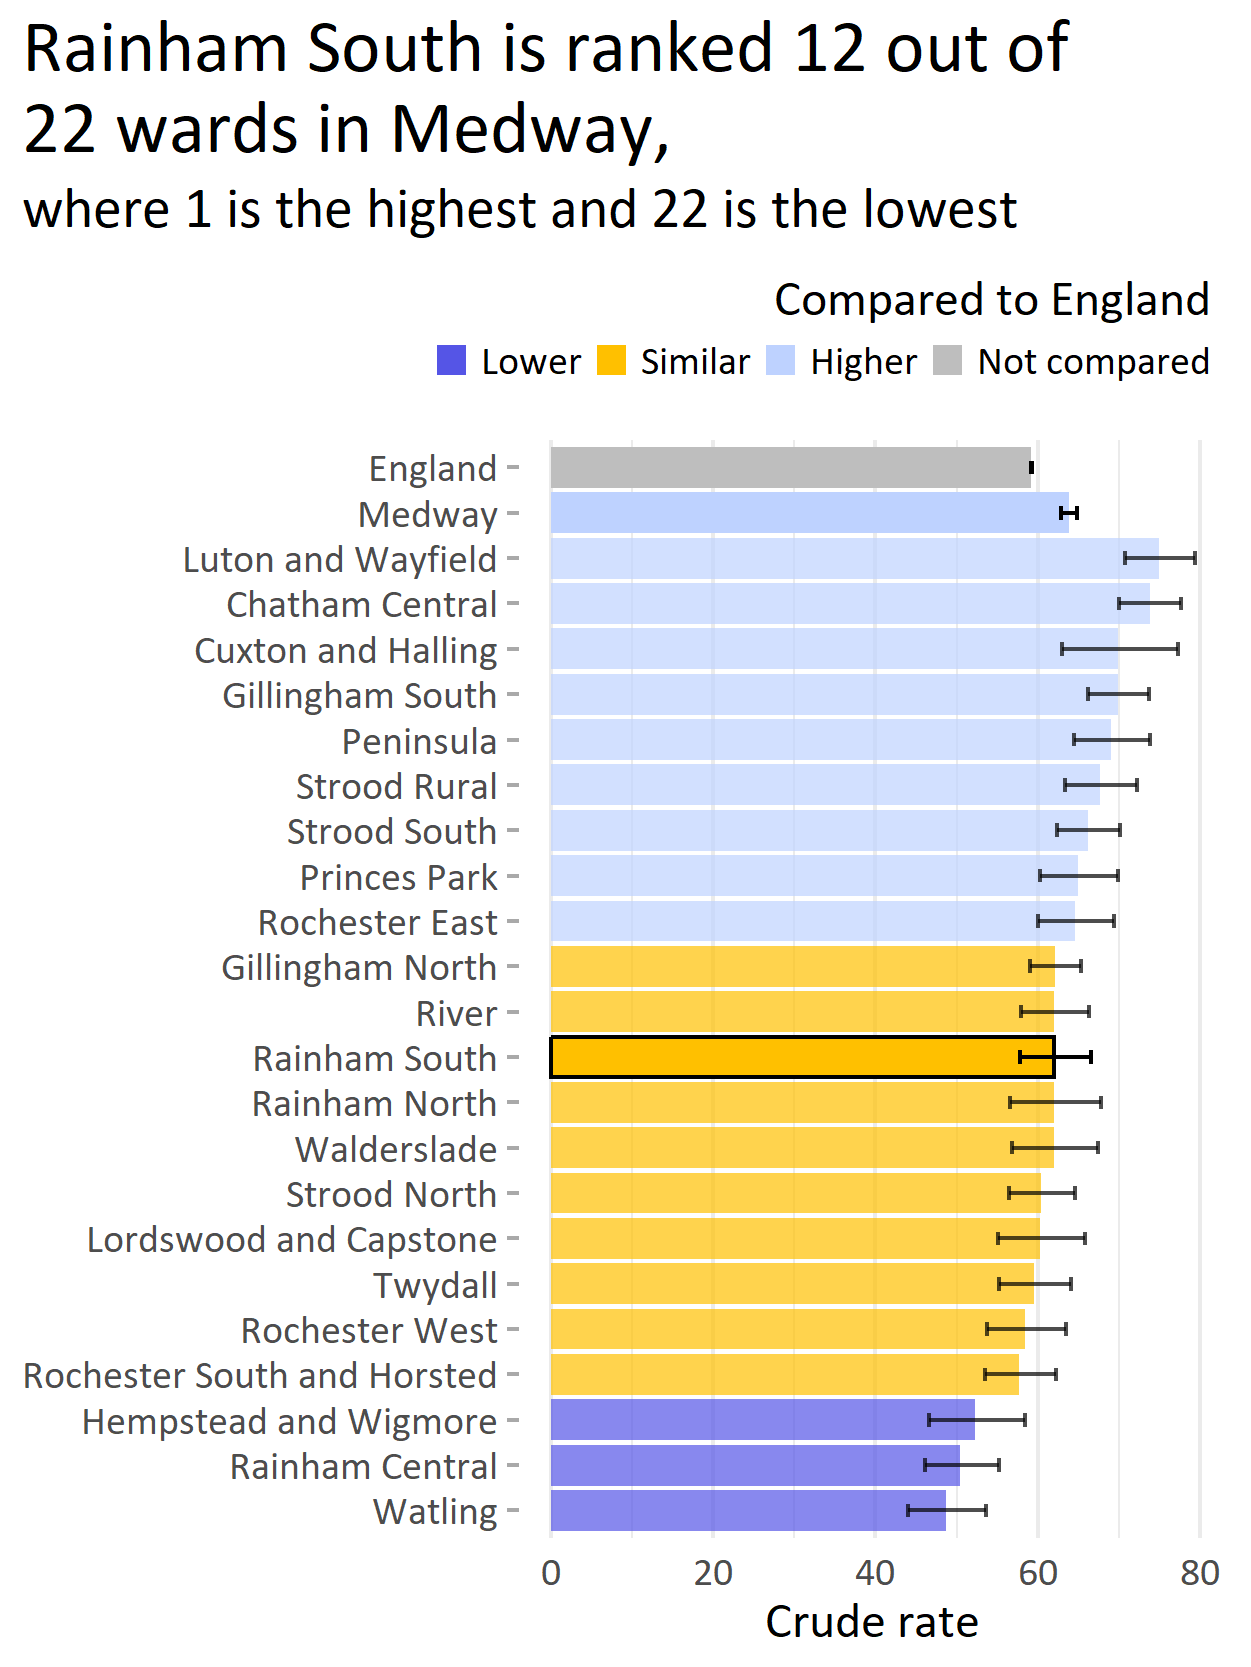 Rainham South is ranked 12 out of
22 wards in Medway,
where 1 is the highest and 22 is the lowest
Compared to England
Lower Similar Higher Not compared
England
Medway
Luton and Wayfield
Chatham Central
Cuxton and Halling
Gillingham South
Peninsula
Strood Rural
Strood South
Princes Park
Rochester East
Gillingham North
River
Rainham South
Rainham North
Walderslade
Strood North
Lordswood and Capstone
Twydall
Rochester West
Rochester South and Horsted
Hempstead and Wigmore
Rainham Central
Watling
0 20 40 60 80
Crude rate